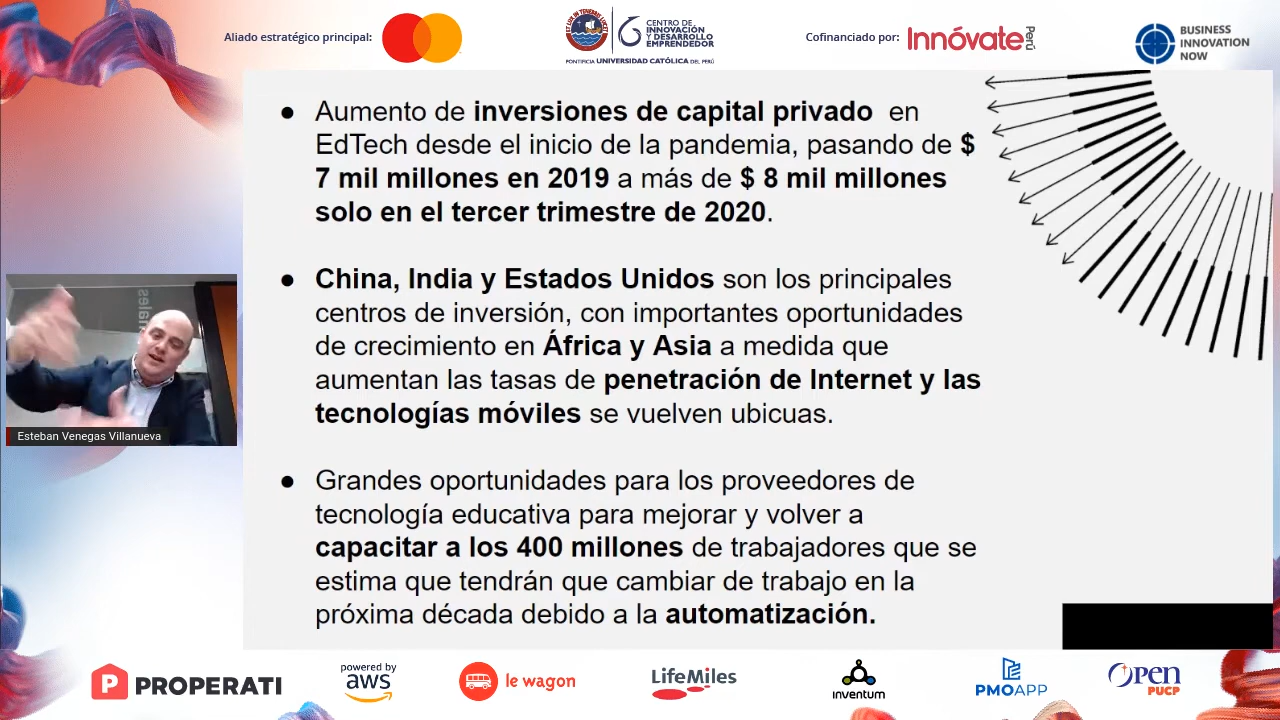 Aliado estratégico principal:
CENTRO DE
INNOVACIÓN
Y DESARROLLO
EMPRENDEDOR
PONTIFICIA UNIVERSIDAD CATÓLICA DEL PERÚ
Cofinanciado por:
Innóvate Perú
BUSINESS
INNOVATION
NOW
● Aumento de inversiones de capital privado en
EdTech desde el inicio de la pandemia, pasando de $
7 mil millones en 2019 a más de $ 8 mil millones
solo en el tercer trimestre de 2020.
● China, India y Estados Unidos son los principales
centros de inversión, con importantes oportunidades
de crecimiento en África y Asia a medida que
aumentan las tasas de penetración de Internet y las
tecnologías móviles se vuelven ubicuas.
● Grandes oportunidades para los proveedores de
tecnología educativa para mejorar y volver a
capacitar a los 400 millones de trabajadores que se
estima que tendrán que cambiar de trabajo en la
próxima década debido a la automatización.
Esteban Venegas Villanueva
PROPERATI
powered by
aws
le wagon
LifeMiles
INVENTUM
PMOAPP
OPEN
PUCP